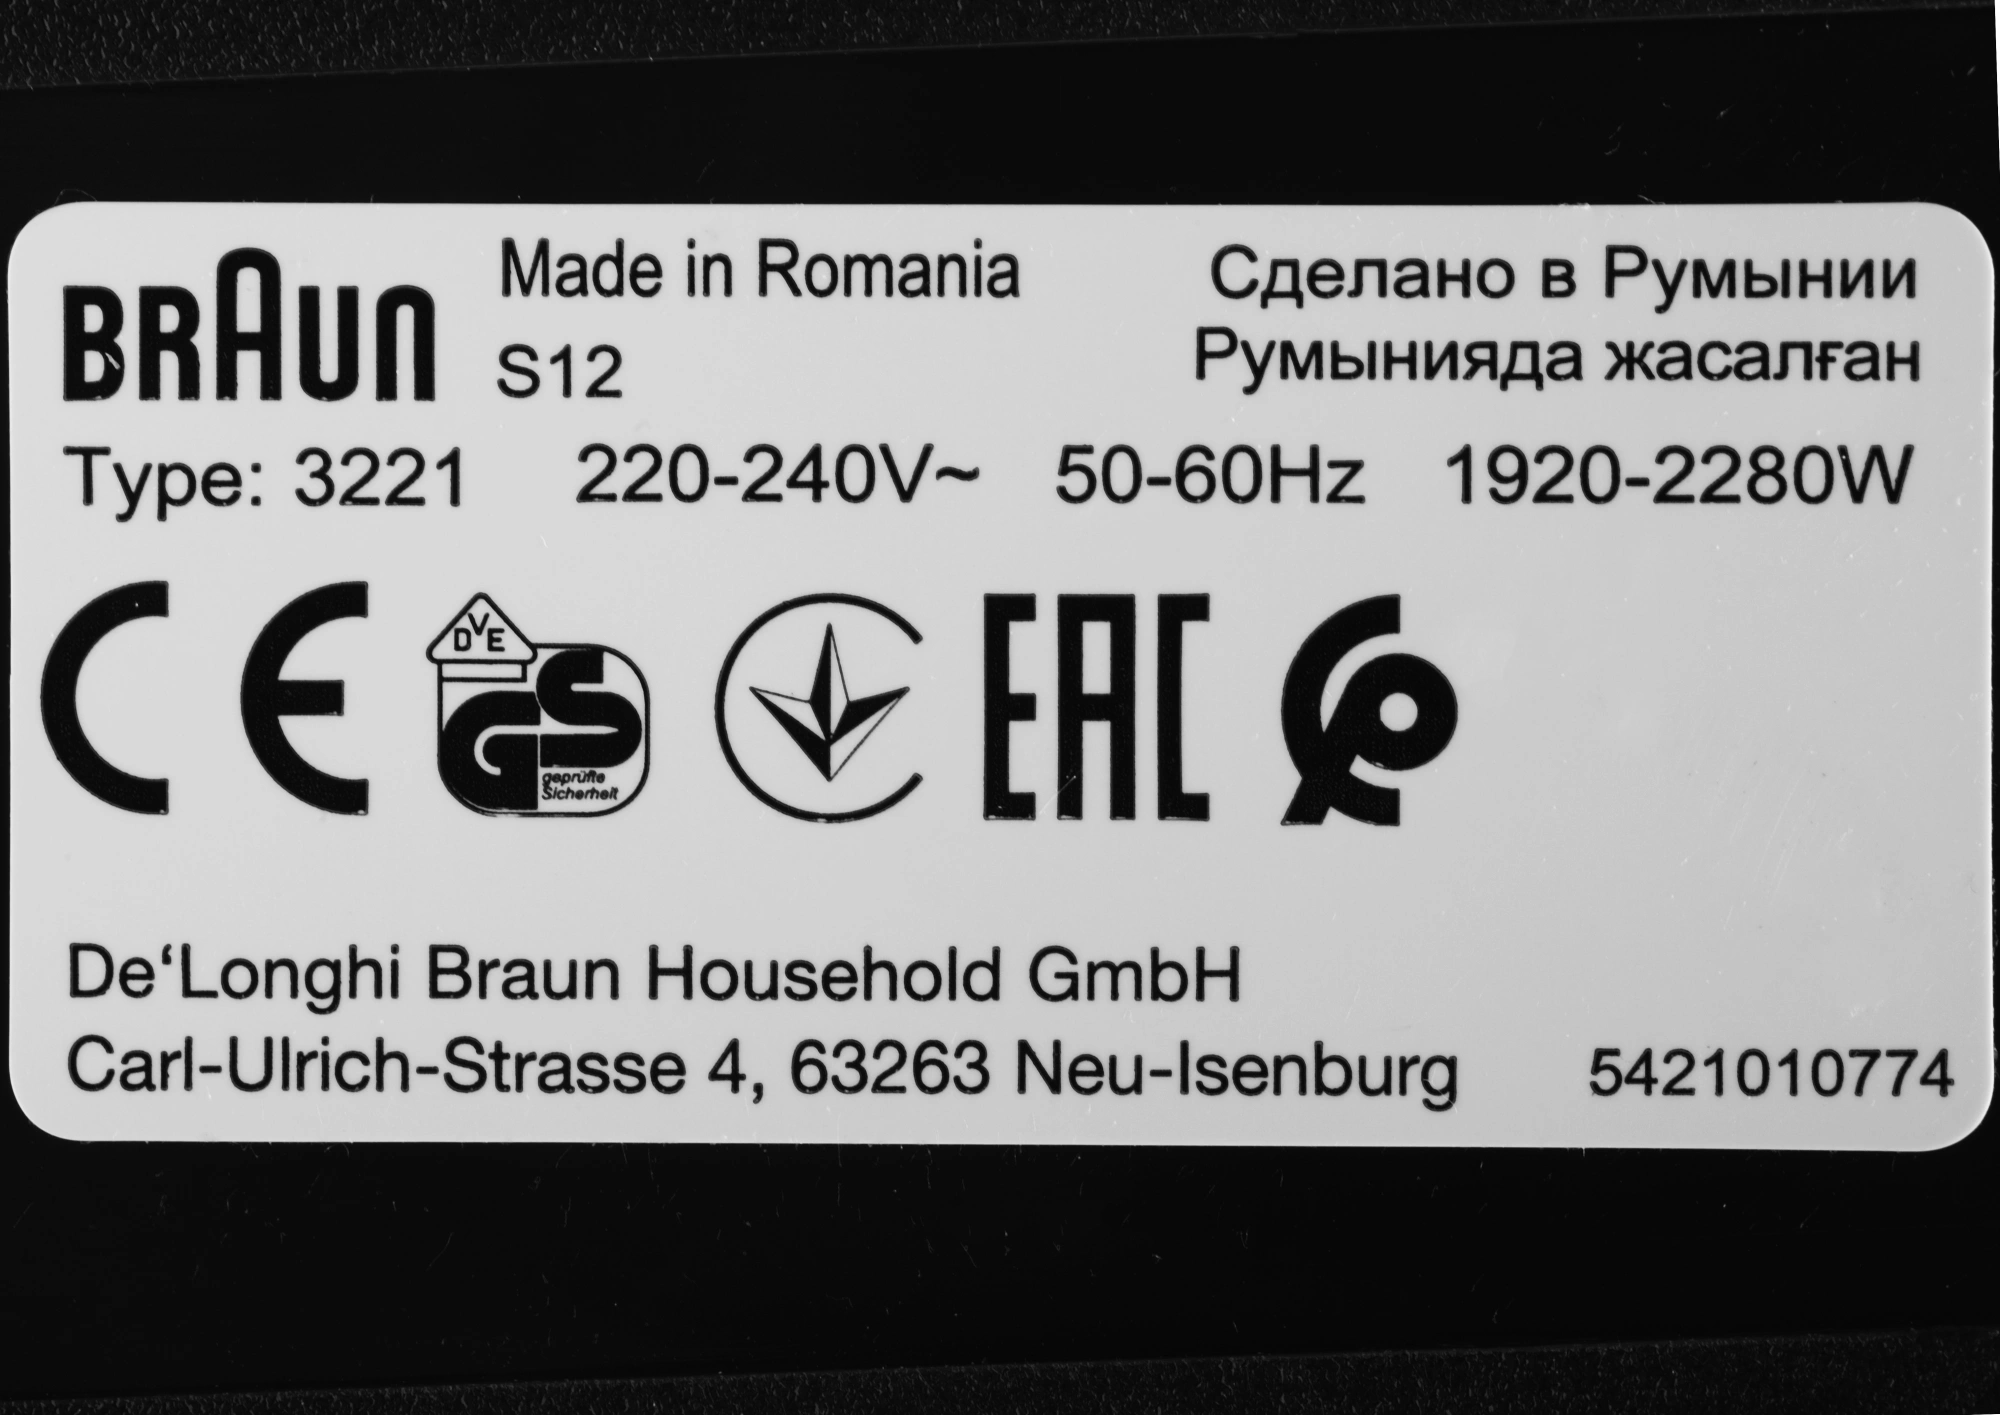 BRAUN Made in Romania Сделано в Румынии
S12 Румынияда жасалған
Type: 3221 220-240V~ 50-60Hz 1920-2280W
CE DVE GS geprüfte Sicherheit EAC
De‘Longhi Braun Household GmbH
Carl-Ulrich-Strasse 4, 63263 Neu-Isenburg 5421010774